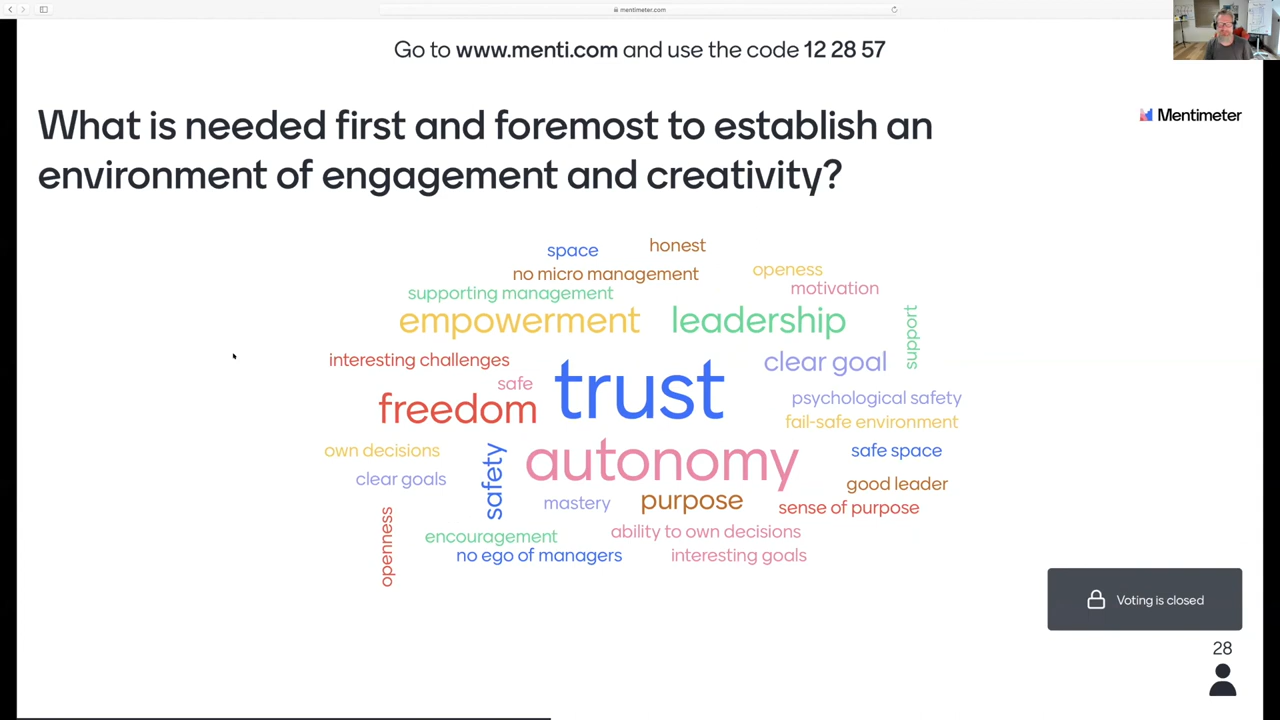 mentimeter.com
Go to www.menti.com and use the code 12 28 57
What is needed first and foremost to establish an
environment of engagement and creativity?
Mentimeter
space
honest
no micro management
openess
supporting management
motivation
empowerment
leadership
support
interesting challenges
trust
clear goal
safe
freedom
psychological safety
fail-safe environment
own decisions
safety
autonomy
safe space
clear goals
mastery
purpose
good leader
sense of purpose
openness
encouragement
ability to own decisions
no ego of managers
interesting goals
Voting is closed
28